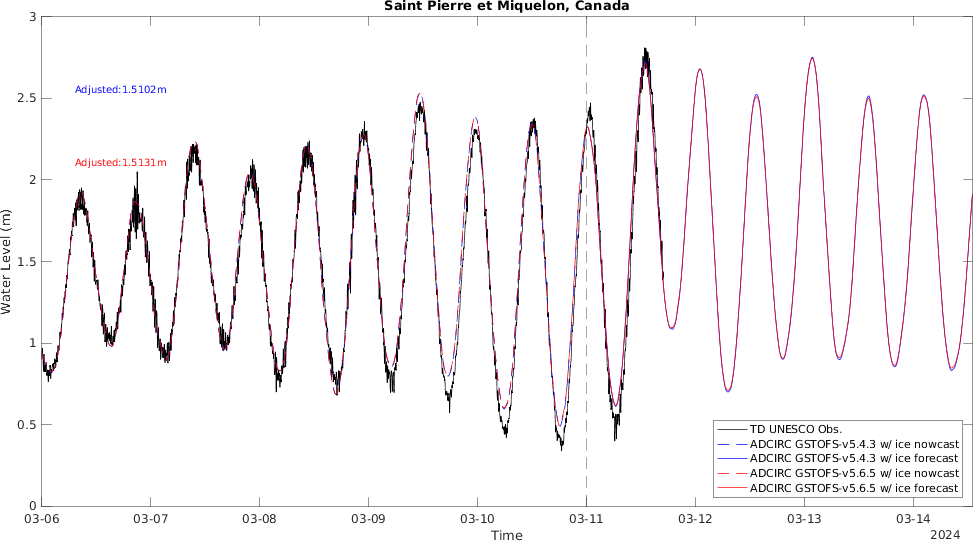 Saint Pierre et Miquelon, Canada
3
2.5
2
1.5
1
0.5
0
Water Level (m)
Adjusted:1.5102m
Adjusted:1.5131m
TD UNESCO Obs.
ADCIRC GSTOFS-v5.4.3 w/ ice nowcast
ADCIRC GSTOFS-v5.4.3 w/ ice forecast
ADCIRC GSTOFS-v5.6.5 w/ ice nowcast
ADCIRC GSTOFS-v5.6.5 w/ ice forecast
03-06 03-07 03-08 03-09 03-10 03-11 03-12 03-13 03-14
Time 2024